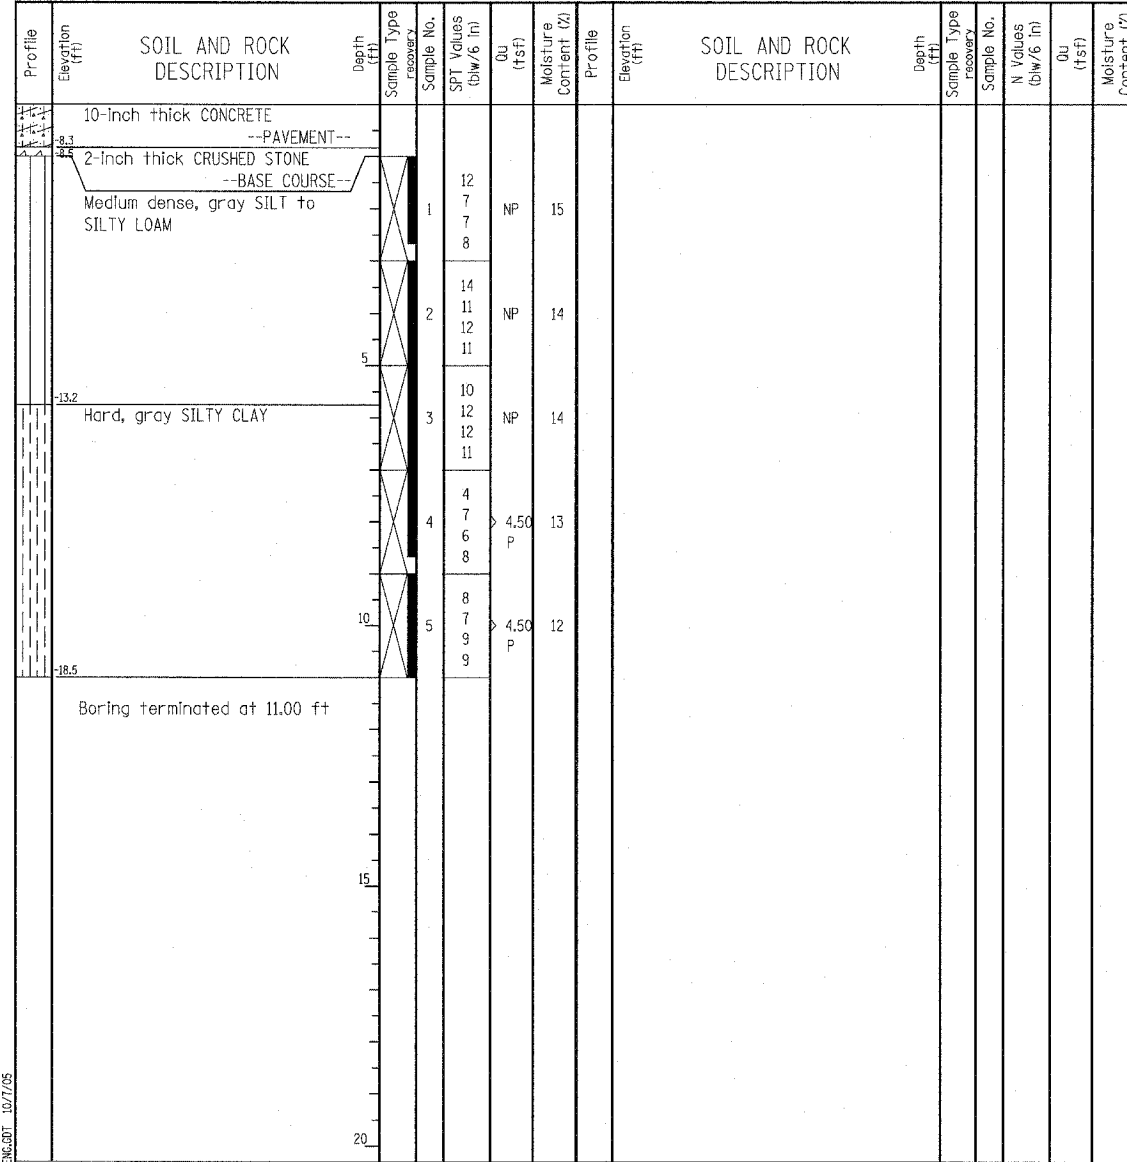 Profile
Elevation
(ft)
SOIL AND ROCK
DESCRIPTION
Depth
(ft)
Sample Type
recovery
Sample No.
SPT Values
(blw/6 in)
Qu
(tsf)
Moisture
Content (%)
Profile
Elevation
(ft)
SOIL AND ROCK
DESCRIPTION
Depth
(ft)
Sample Type
recovery
Sample No.
N Values
(blw/6 in)
Qu
(tsf)
Moisture
Content (%)
10-inch thick CONCRETE
--PAVEMENT--
-8.3
2-inch thick CRUSHED STONE
--BASE COURSE--
Medium dense, gray SILT to
SILTY LOAM
12
7
7
8
1
NP
15
14
11
12
11
2
NP
14
5
-13.2
Hard, gray SILTY CLAY
10
12
12
11
3
NP
14
4
7
6
8
4
> 4.50
P
13
8
7
9
9
10
5
> 4.50
P
12
-18.5
Boring terminated at 11.00 ft
15
20
ENG.GDT 10/7/05